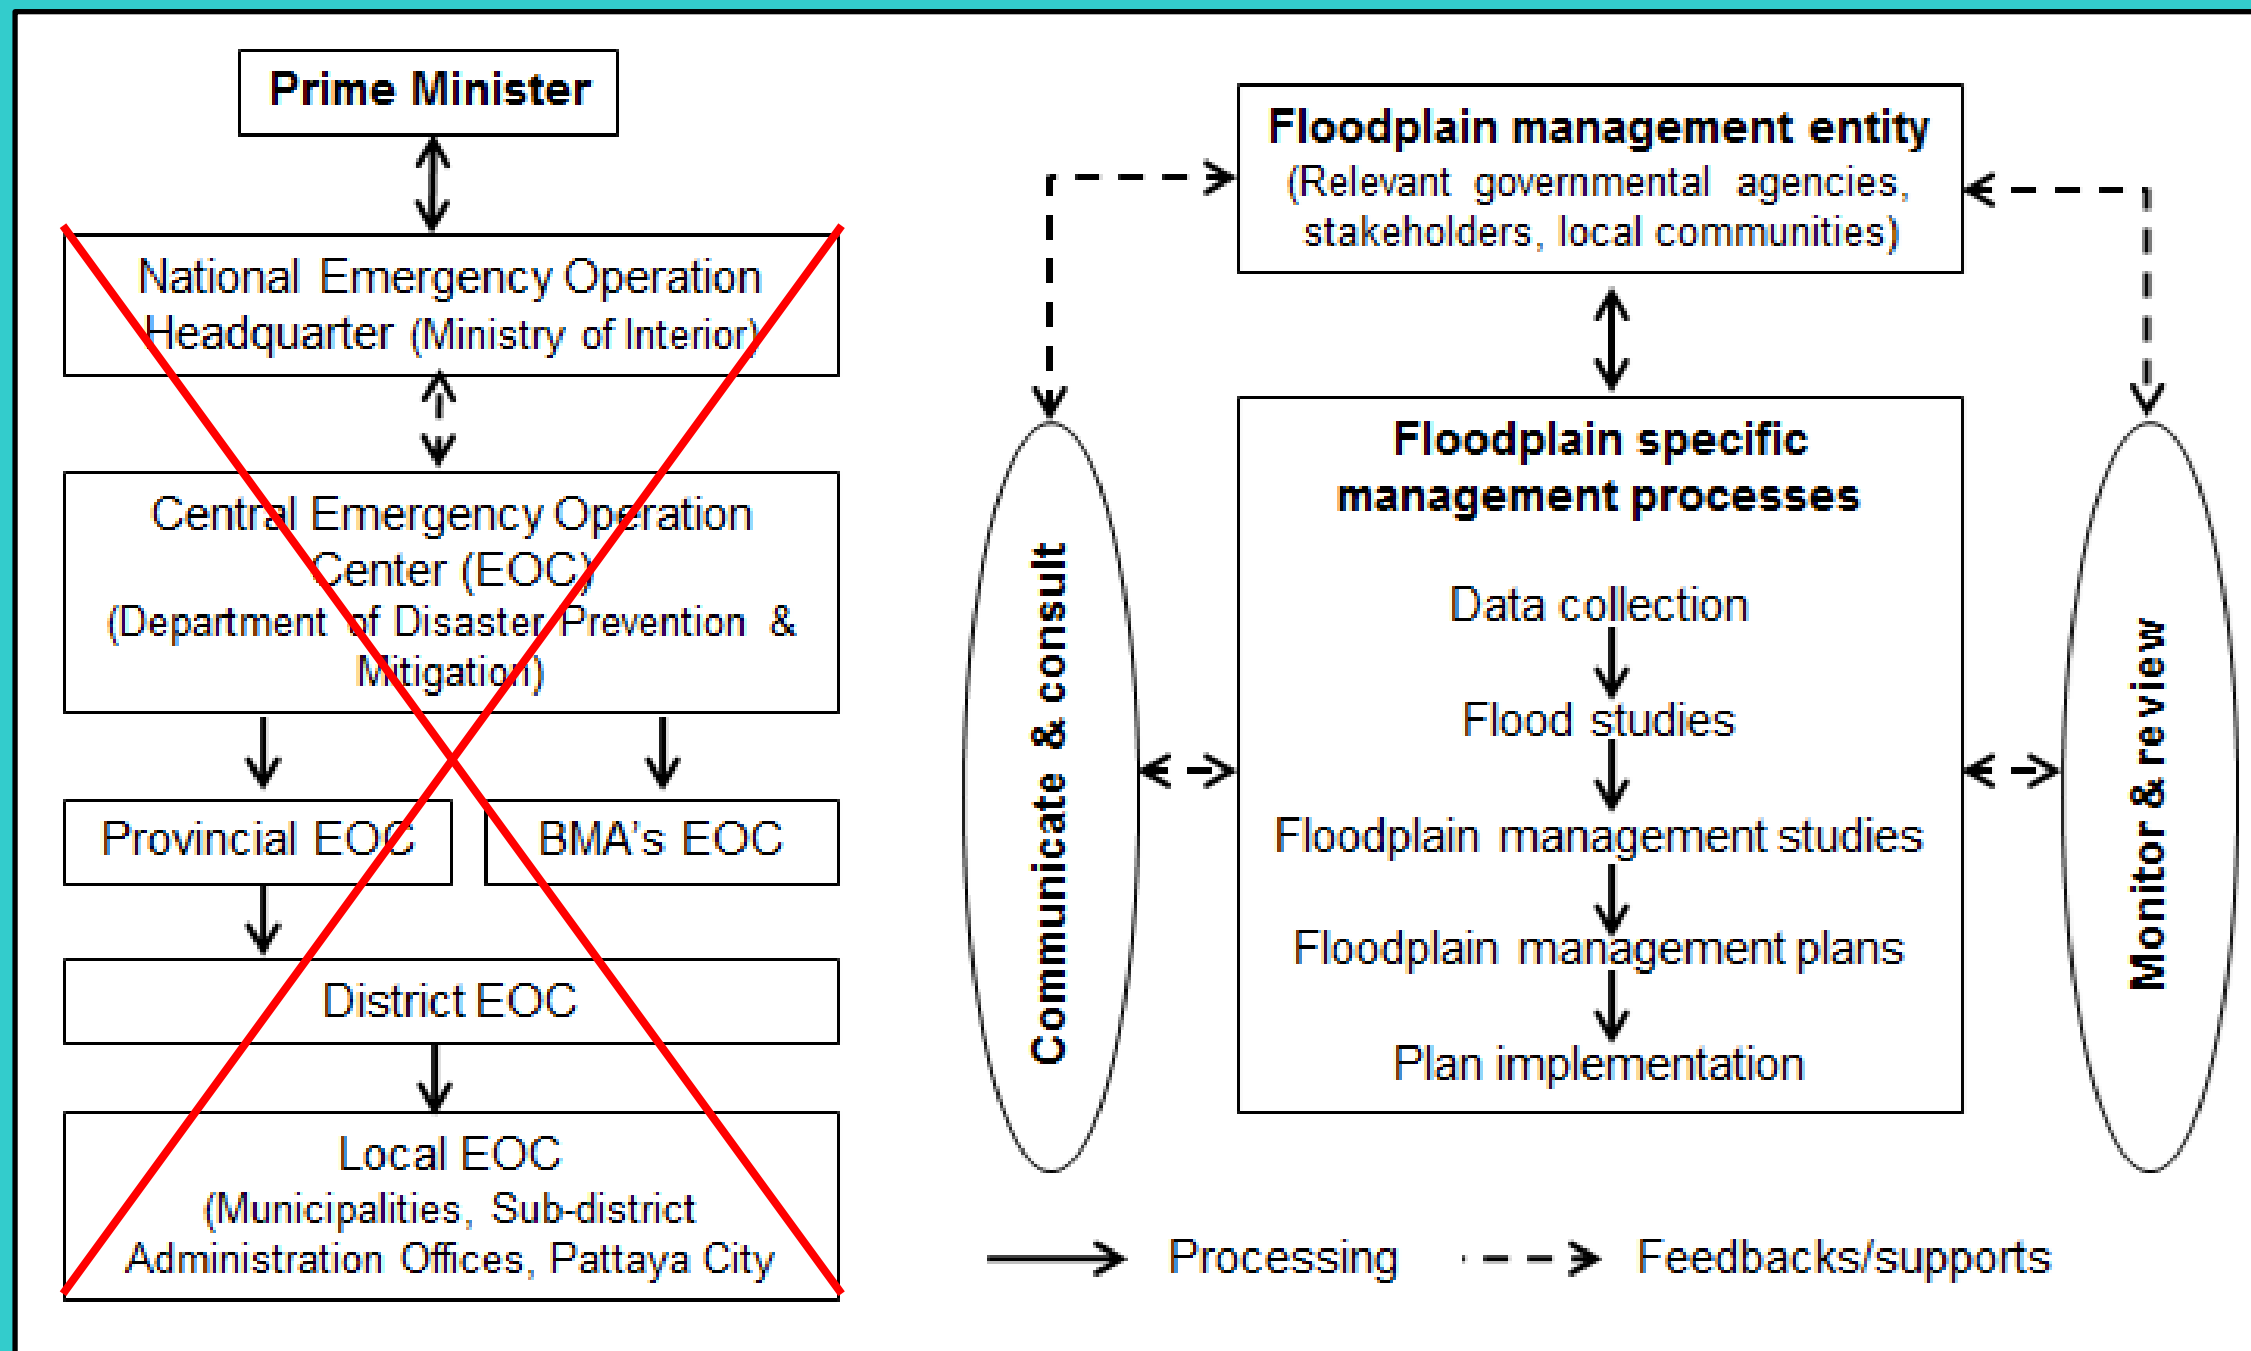 Prime Minister
National Emergency Operation
Headquarter (Ministry of Interior)
Central Emergency Operation
Center (EOC)
(Department of Disaster Prevention &
Mitigation)
Provincial EOC
BMA's EOC
District EOC
Local EOC
(Municipalities, Sub-district
Administration Offices, Pattaya City
Floodplain management entity
(Relevant governmental agencies,
stakeholders, local communities)
Communicate & consult
Floodplain specific
management processes
Data collection
Flood studies
Floodplain management studies
Floodplain management plans
Plan implementation
Monitor & review
Processing
Feedbacks/supports